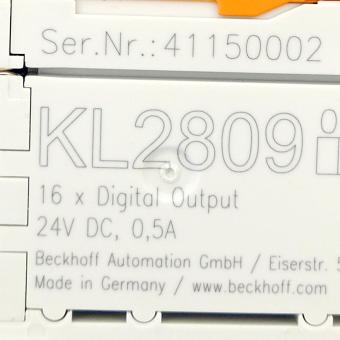 Ser.Nr.: 41150002
KL2809
16 x Digital Output
24V DC, 0,5A
Beckhoff Automation GmbH / Eiserstr. 5
Made in Germany / www.beckhoff.com